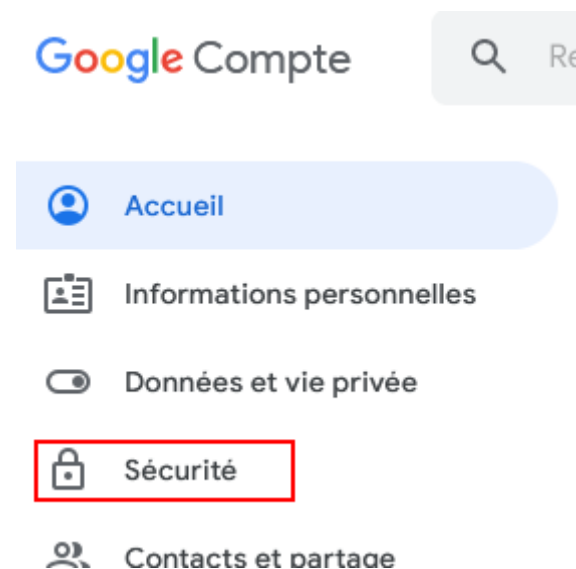 Google Compte
Accueil
Informations personnelles
Données et vie privée
Sécurité
Contacts et partage